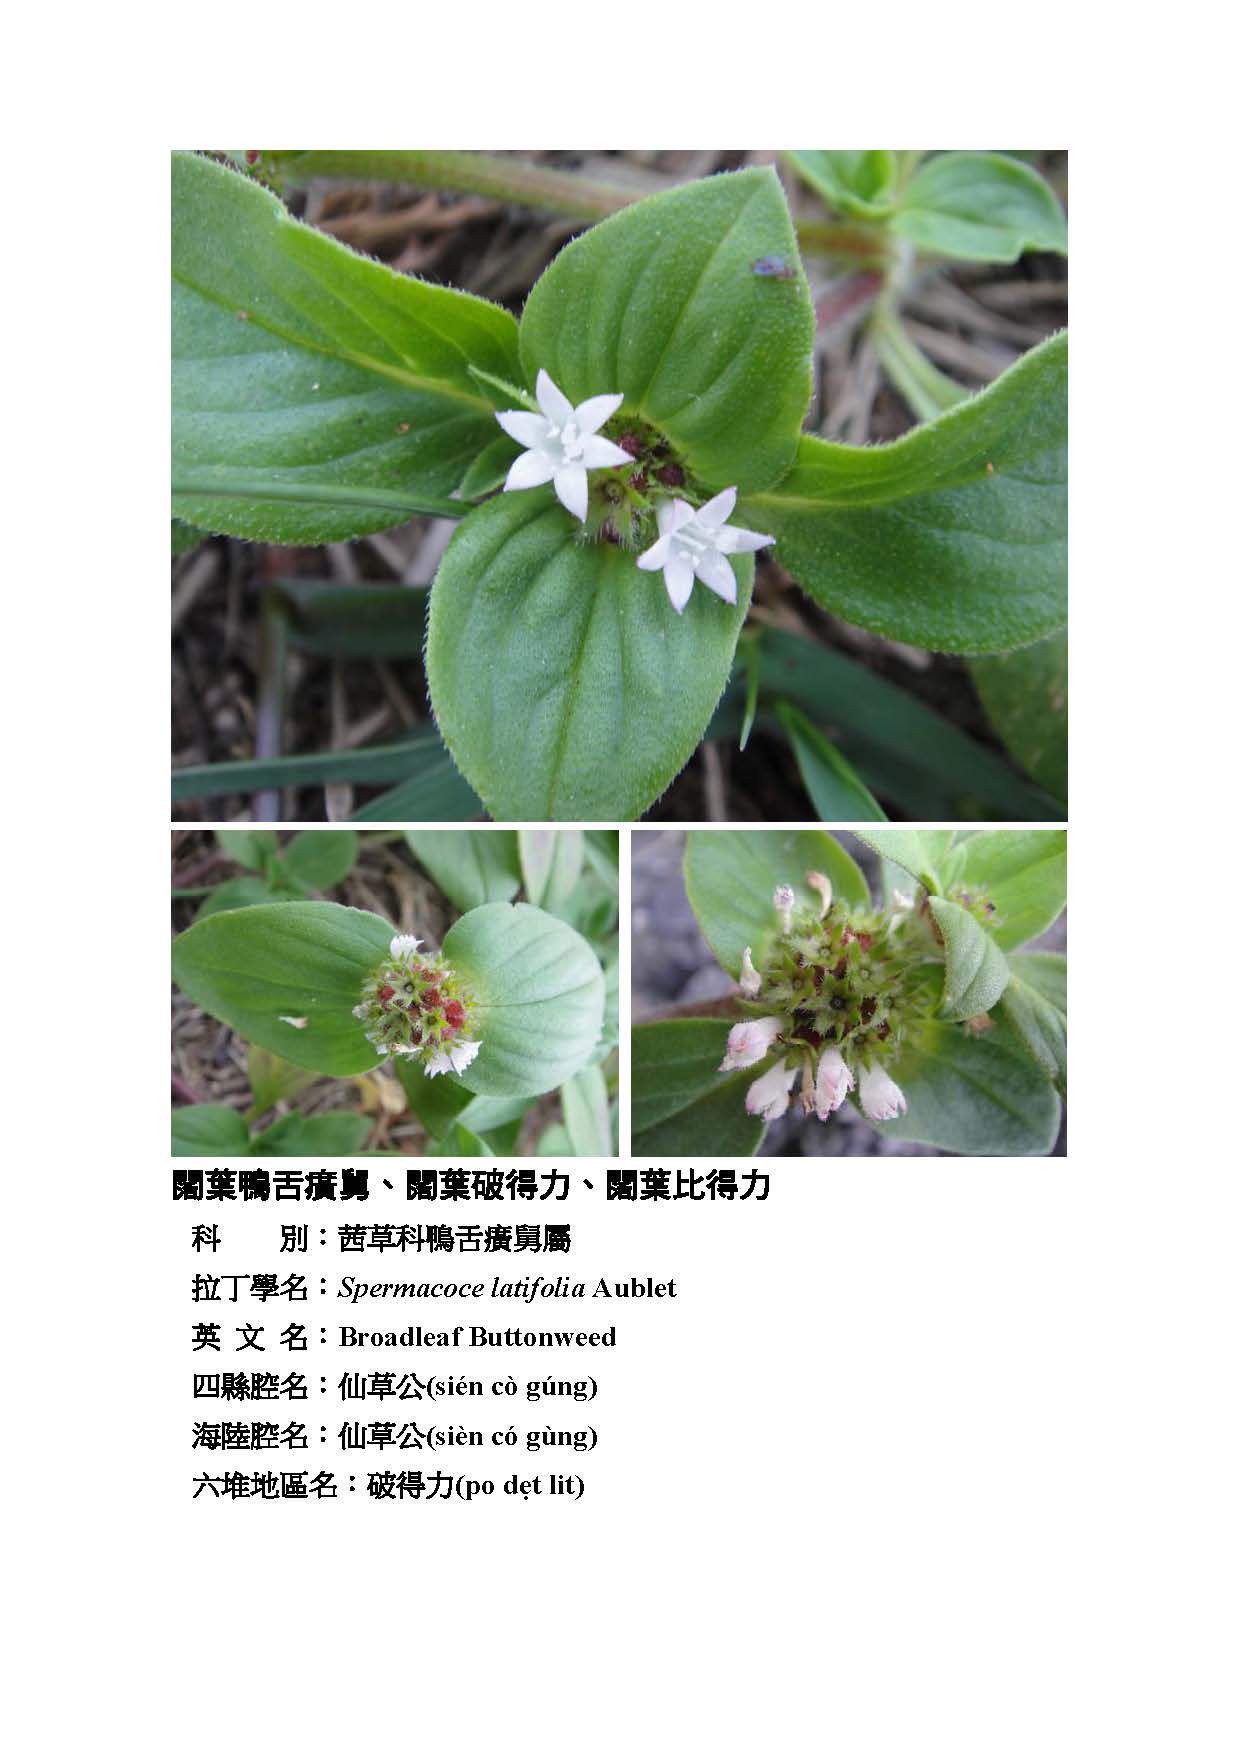 闊葉鴨舌癀舅、闊葉破得力、闊葉比得力
科　　別：茜草科鴨舌癀舅屬
拉丁學名：Spermacoce latifolia Aublet
英 文 名：Broadleaf Buttonweed
四縣腔名：仙草公(sién cò gúng)
海陸腔名：仙草公(sièn có gùng)
六堆地區名：破得力(po dẹt lit)